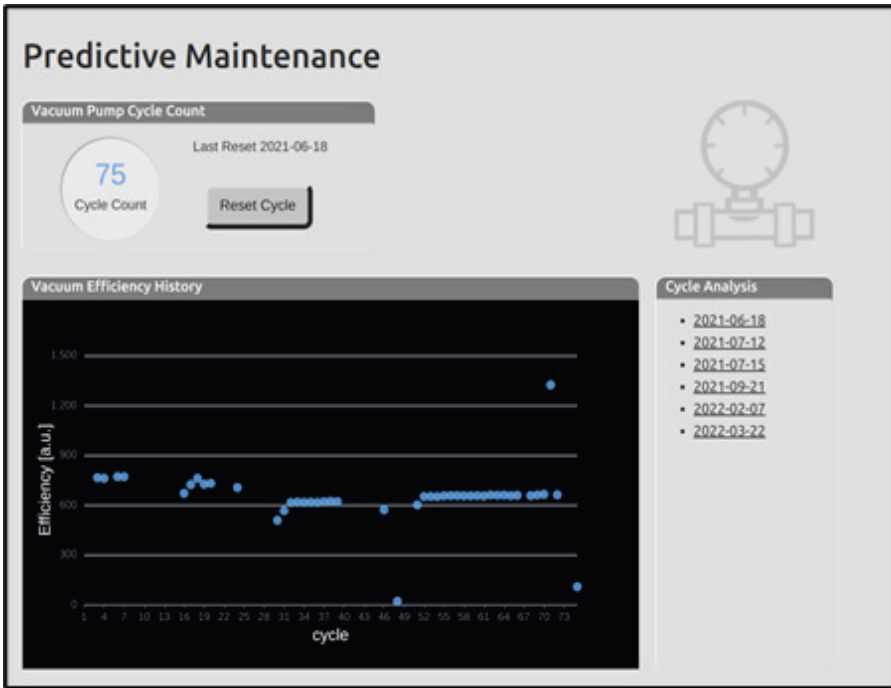 Predictive Maintenance
Vacuum Pump Cycle Count
75
Cycle Count
Last Reset 2021-06-18
Reset Cycle
Vacuum Efficiency History
1,500
1,200
900
600
300
0
Efficiency [a.u.]
1 4 7 10 13 16 19 22 25 28 31 34 37 40 43 46 49 52 55 58 61 64 67 70 73
cycle
Cycle Analysis
2021-06-18
2021-07-12
2021-07-15
2021-09-21
2022-02-07
2022-03-22